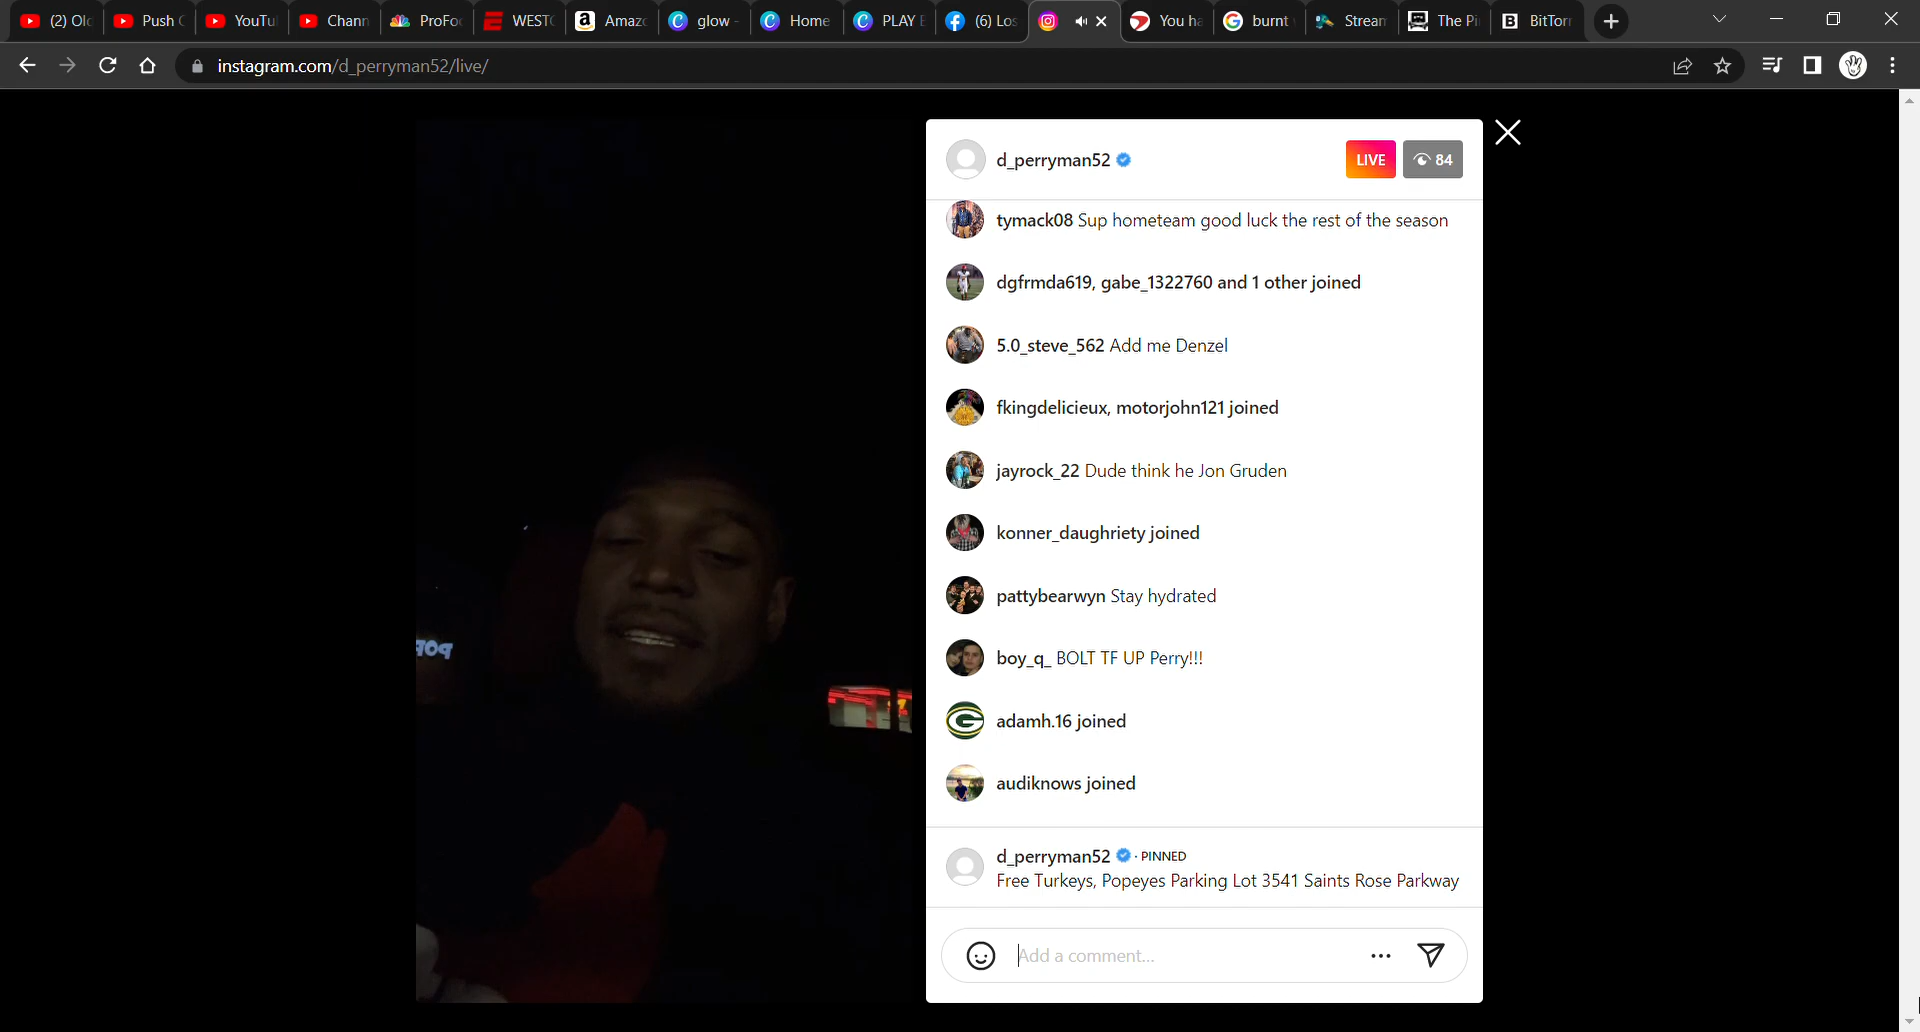 (2) Ol
Push
YouTu
Chann
ProFo
WEST
Amaz
glow -
Home
PLAY
(6) Los
You ha
burnt
Stream
The Pi
BitTor
instagram.com/d_perryman52/live/
d_perryman52
LIVE
84
tymack08 Sup hometeam good luck the rest of the season
dgfrmda619, gabe_1322760 and 1 other joined
5.0_steve_562 Add me Denzel
fkingdelicieux, motorjohn121 joined
jayrock_22 Dude think he Jon Gruden
konner_daughriety joined
pattybearwyn Stay hydrated
boy_q_ BOLT TF UP Perry!!!
adamh.16 joined
audiknows joined
d_perryman52 · PINNED
Free Turkeys, Popeyes Parking Lot 3541 Saints Rose Parkway
Add a comment...